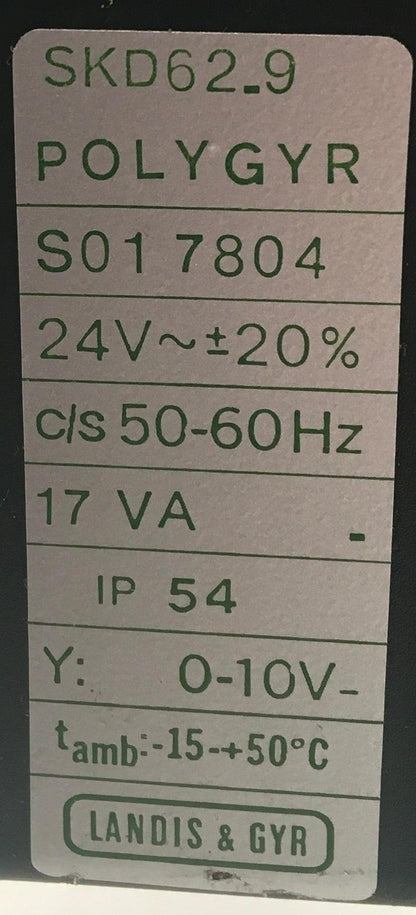 SKD62.9
POLYGYR
S01 7804
24V~±20%
c/s 50-60Hz
17 VA -
IP 54
Y: 0-10V-
tamb:-15-+50°C
LANDIS & GYR